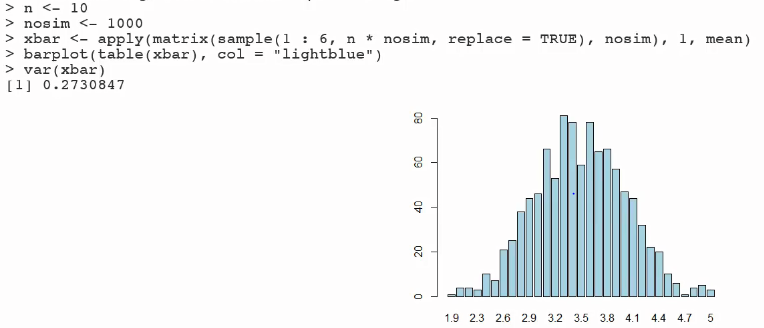 > n <- 10
> nosim <- 1000
> xbar <- apply(matrix(sample(1 : 6, n * nosim, replace = TRUE), nosim), 1, mean)
> barplot(table(xbar), col = "lightblue")
> var(xbar)
[1] 0.2730847
80
60
40
20
0
1.9 2.3 2.6 2.9 3.2 3.5 3.8 4.1 4.4 4.7 5